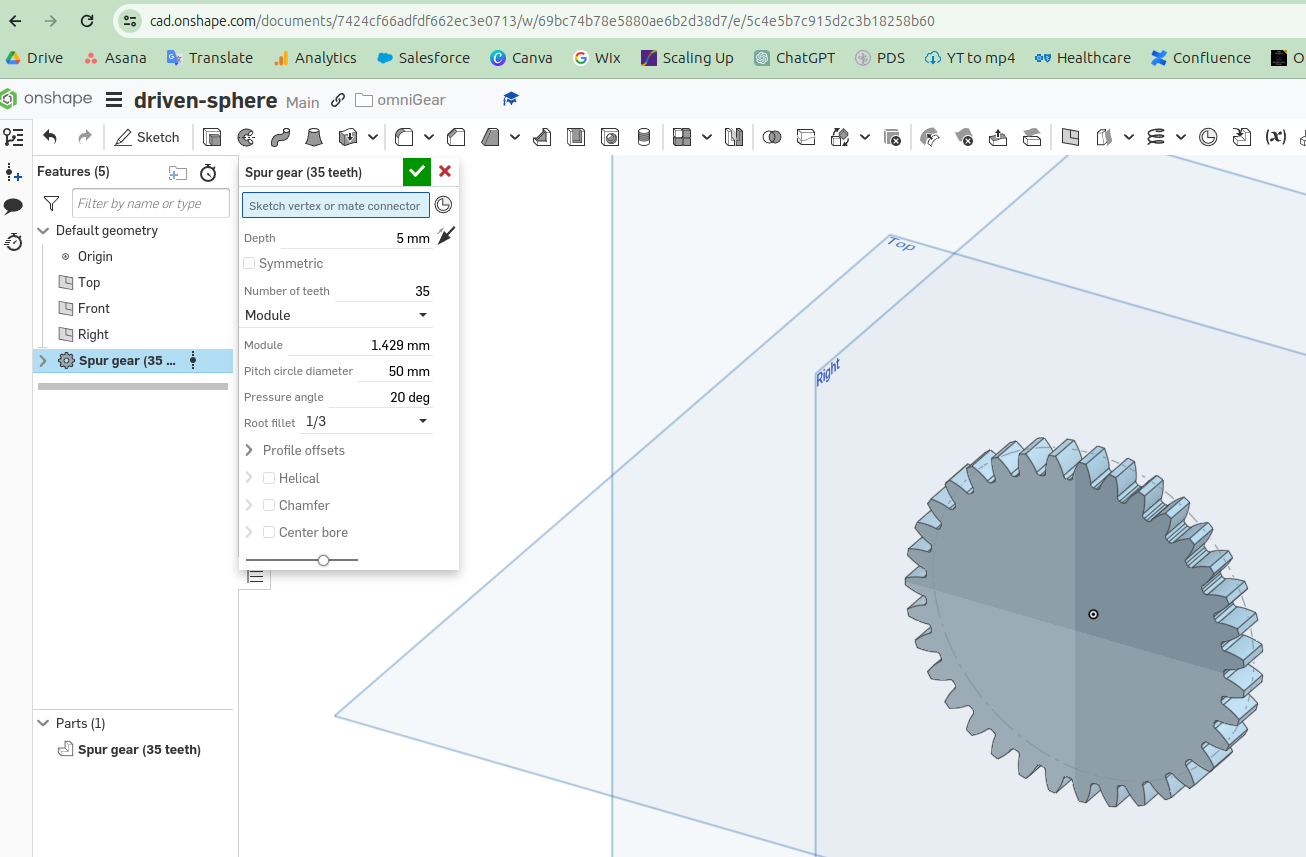 cad.onshape.com/documents/7424cf66adfdf662ec3e0713/w/69bc74b78e5880ae6b2d38d7/e/5c4e5b7c915d2c3b18258b60
Drive Asana Translate Analytics Salesforce Canva Wix Scaling Up ChatGPT PDS YT to mp4 Healthcare Confluence O
onshape driven-sphere Main omniGear
Sketch (x)
Features (5)
Filter by name or type
Default geometry
Origin
Top
Front
Right
Spur gear (35 ...
Parts (1)
Spur gear (35 teeth)
Spur gear (35 teeth)
Sketch vertex or mate connector
Depth 5 mm
Symmetric
Number of teeth 35
Module
Module 1.429 mm
Pitch circle diameter 50 mm
Pressure angle 20 deg
Root fillet 1/3
Profile offsets
Helical
Chamfer
Center bore
Top
Right